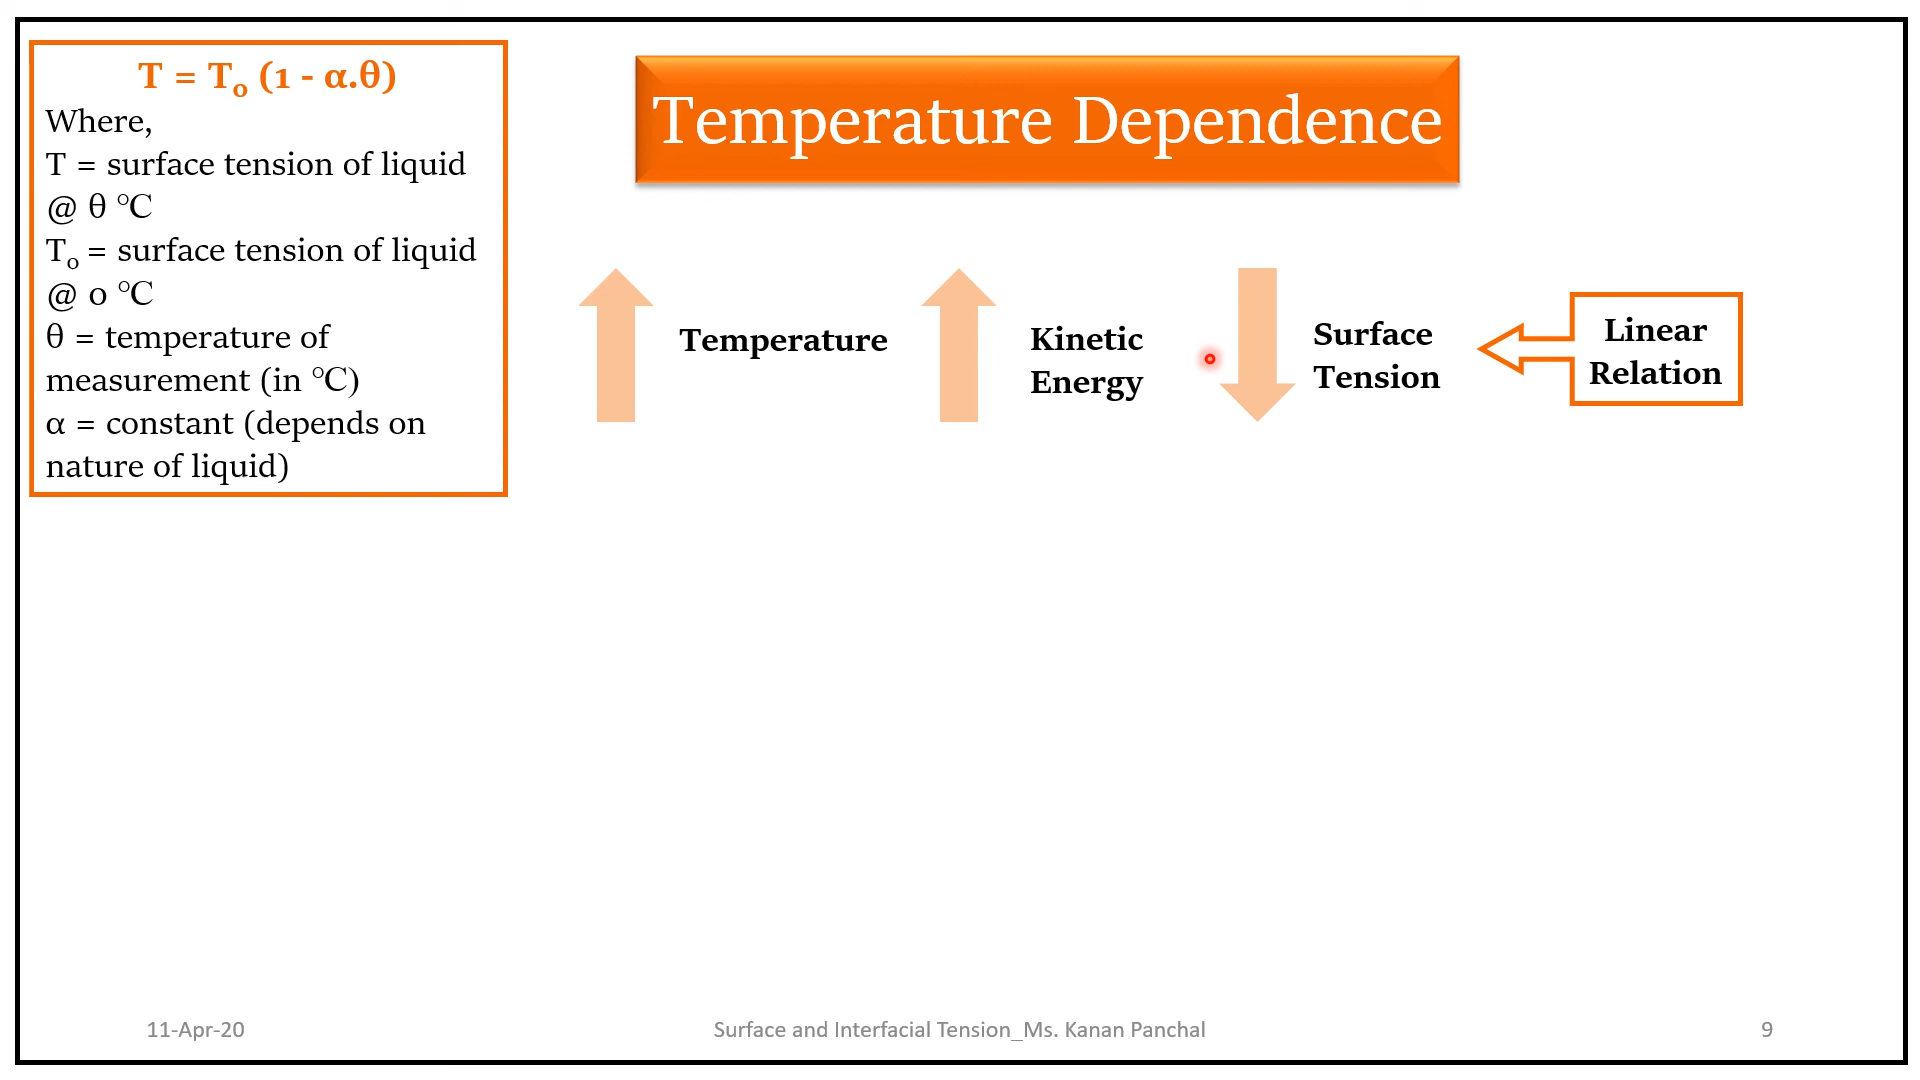 T = T₀ (1 - α.θ)
Where,
T = surface tension of liquid
@ θ °C
T₀ = surface tension of liquid
@ 0 °C
θ = temperature of
measurement (in °C)
α = constant (depends on
nature of liquid)
Temperature Dependence
Temperature
Kinetic
Energy
Surface
Tension
Linear
Relation
11-Apr-20
Surface and Interfacial Tension_Ms. Kanan Panchal
9